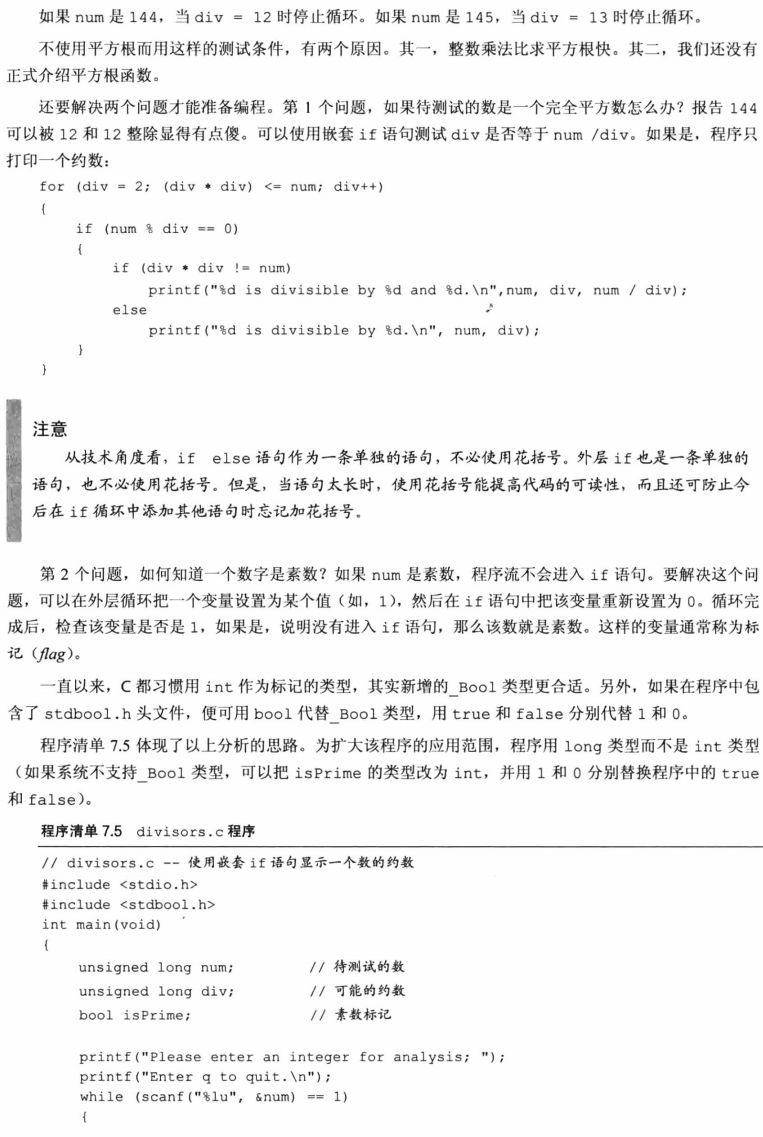 如果 num 是 144，当 div = 12 时停止循环。如果 num 是 145，当 div = 13 时停止循环。
不使用平方根而用这样的测试条件，有两个原因。其一，整数乘法比求平方根快。其二，我们还没有
正式介绍平方根函数。
还要解决两个问题才能准备编程。第 1 个问题，如果待测试的数是一个完全平方数怎么办？报告 144
可以被 12 和 12 整除显得有点傻。可以使用嵌套 if 语句测试 div 是否等于 num /div。如果是，程序只
打印一个约数：
for (div = 2; (div * div) <= num; div++)
{
    if (num % div == 0)
    {
        if (div * div != num)
            printf("%d is divisible by %d and %d.\n",num, div, num / div);
        else
            printf("%d is divisible by %d.\n", num, div);
    }
}
注意
从技术角度看，if  else 语句作为一条单独的语句，不必使用花括号。外层 if 也是一条单独的
语句，也不必使用花括号。但是，当语句太长时，使用花括号能提高代码的可读性，而且还可防止今
后在 if 循环中添加其他语句时忘记加花括号。
第 2 个问题，如何知道一个数字是素数？如果 num 是素数，程序流不会进入 if 语句。要解决这个问
题，可以在外层循环把一个变量设置为某个值（如，1），然后在 if 语句中把该变量重新设置为 0。循环完
成后，检查该变量是否是 1，如果是，说明没有进入 if 语句，那么该数就是素数。这样的变量通常称为标
记（flag）。
一直以来，C 都习惯用 int 作为标记的类型，其实新增的_Bool 类型更合适。另外，如果在程序中包
含了 stdbool.h 头文件，便可用 bool 代替_Bool 类型，用 true 和 false 分别代替 1 和 0。
程序清单 7.5 体现了以上分析的思路。为扩大该程序的应用范围，程序用 long 类型而不是 int 类型
（如果系统不支持_Bool 类型，可以把 isPrime 的类型改为 int，并用 1 和 0 分别替换程序中的 true
和 false）。
程序清单 7.5  divisors.c 程序
// divisors.c -- 使用嵌套 if 语句显示一个数的约数
#include <stdio.h>
#include <stdbool.h>
int main(void)
{
    unsigned long num;        // 待测试的数
    unsigned long div;        // 可能的约数
    bool isPrime;             // 素数标记
    printf("Please enter an integer for analysis; ");
    printf("Enter q to quit.\n");
    while (scanf("%lu", &num) == 1)
    {